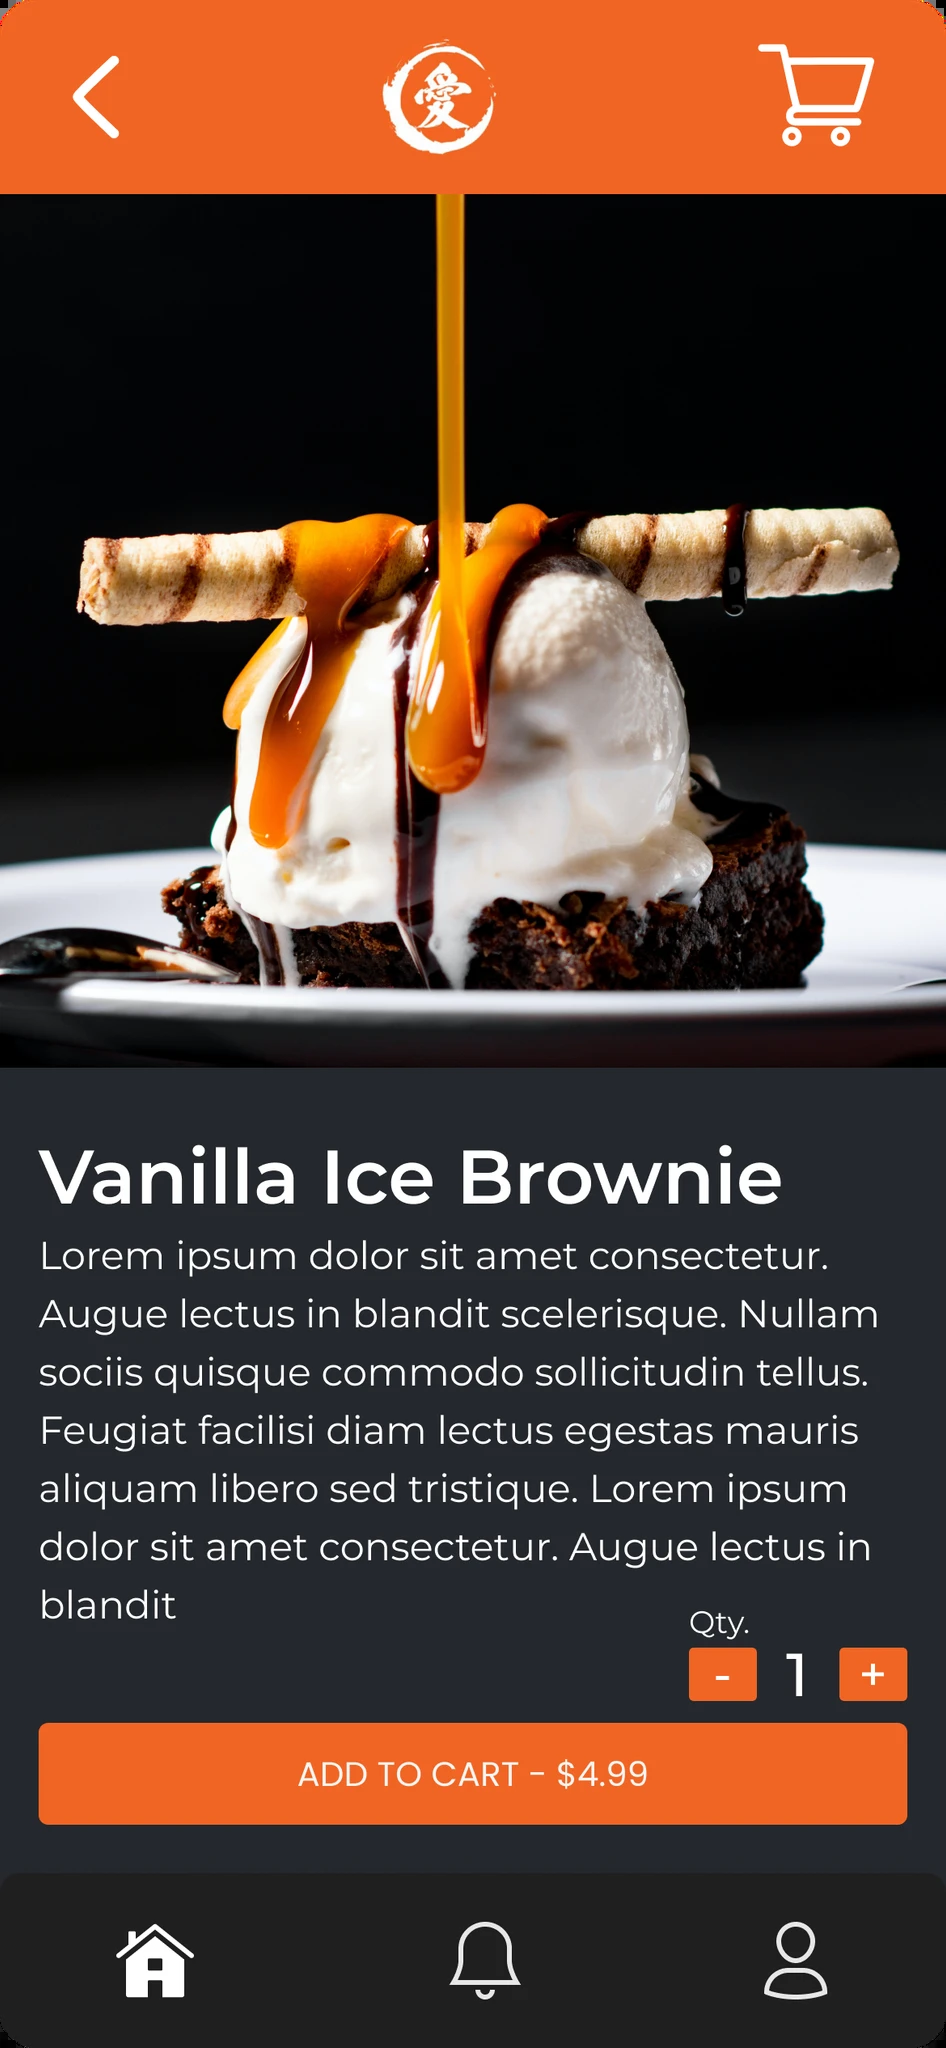 愛
Vanilla Ice Brownie
Lorem ipsum dolor sit amet consectetur.
Augue lectus in blandit scelerisque. Nullam
sociis quisque commodo sollicitudin tellus.
Feugiat facilisi diam lectus egestas mauris
aliquam libero sed tristique. Lorem ipsum
dolor sit amet consectetur. Augue lectus in
blandit
Qty.
- 1 +
ADD TO CART - $4.99